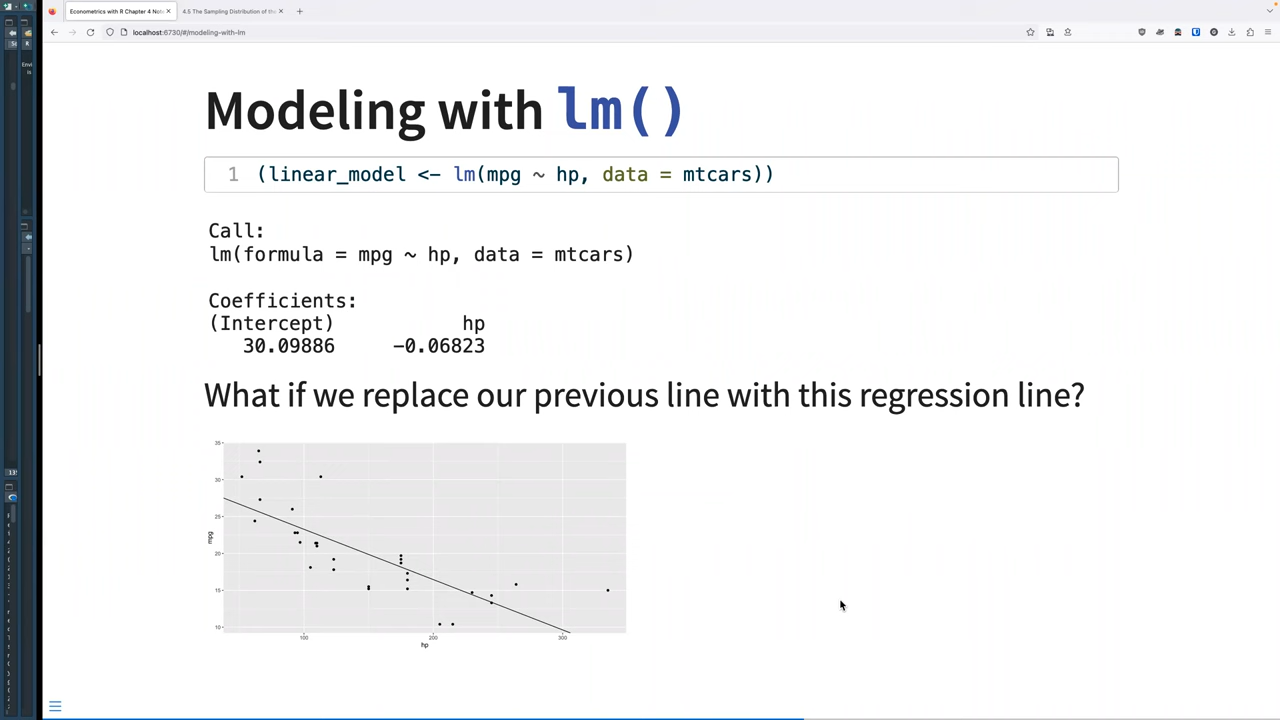 Econometrics with R Chapter 4 Not
4.5 The Sampling Distribution of the
localhost:6730/#/modeling-with-lm
Modeling with lm()
1 (linear_model <- lm(mpg ~ hp, data = mtcars))
Call:
lm(formula = mpg ~ hp, data = mtcars)
Coefficients:
(Intercept) hp
30.09886 -0.06823
What if we replace our previous line with this regression line?
35
30
25
20
15
10
mpg
100 200 300
hp